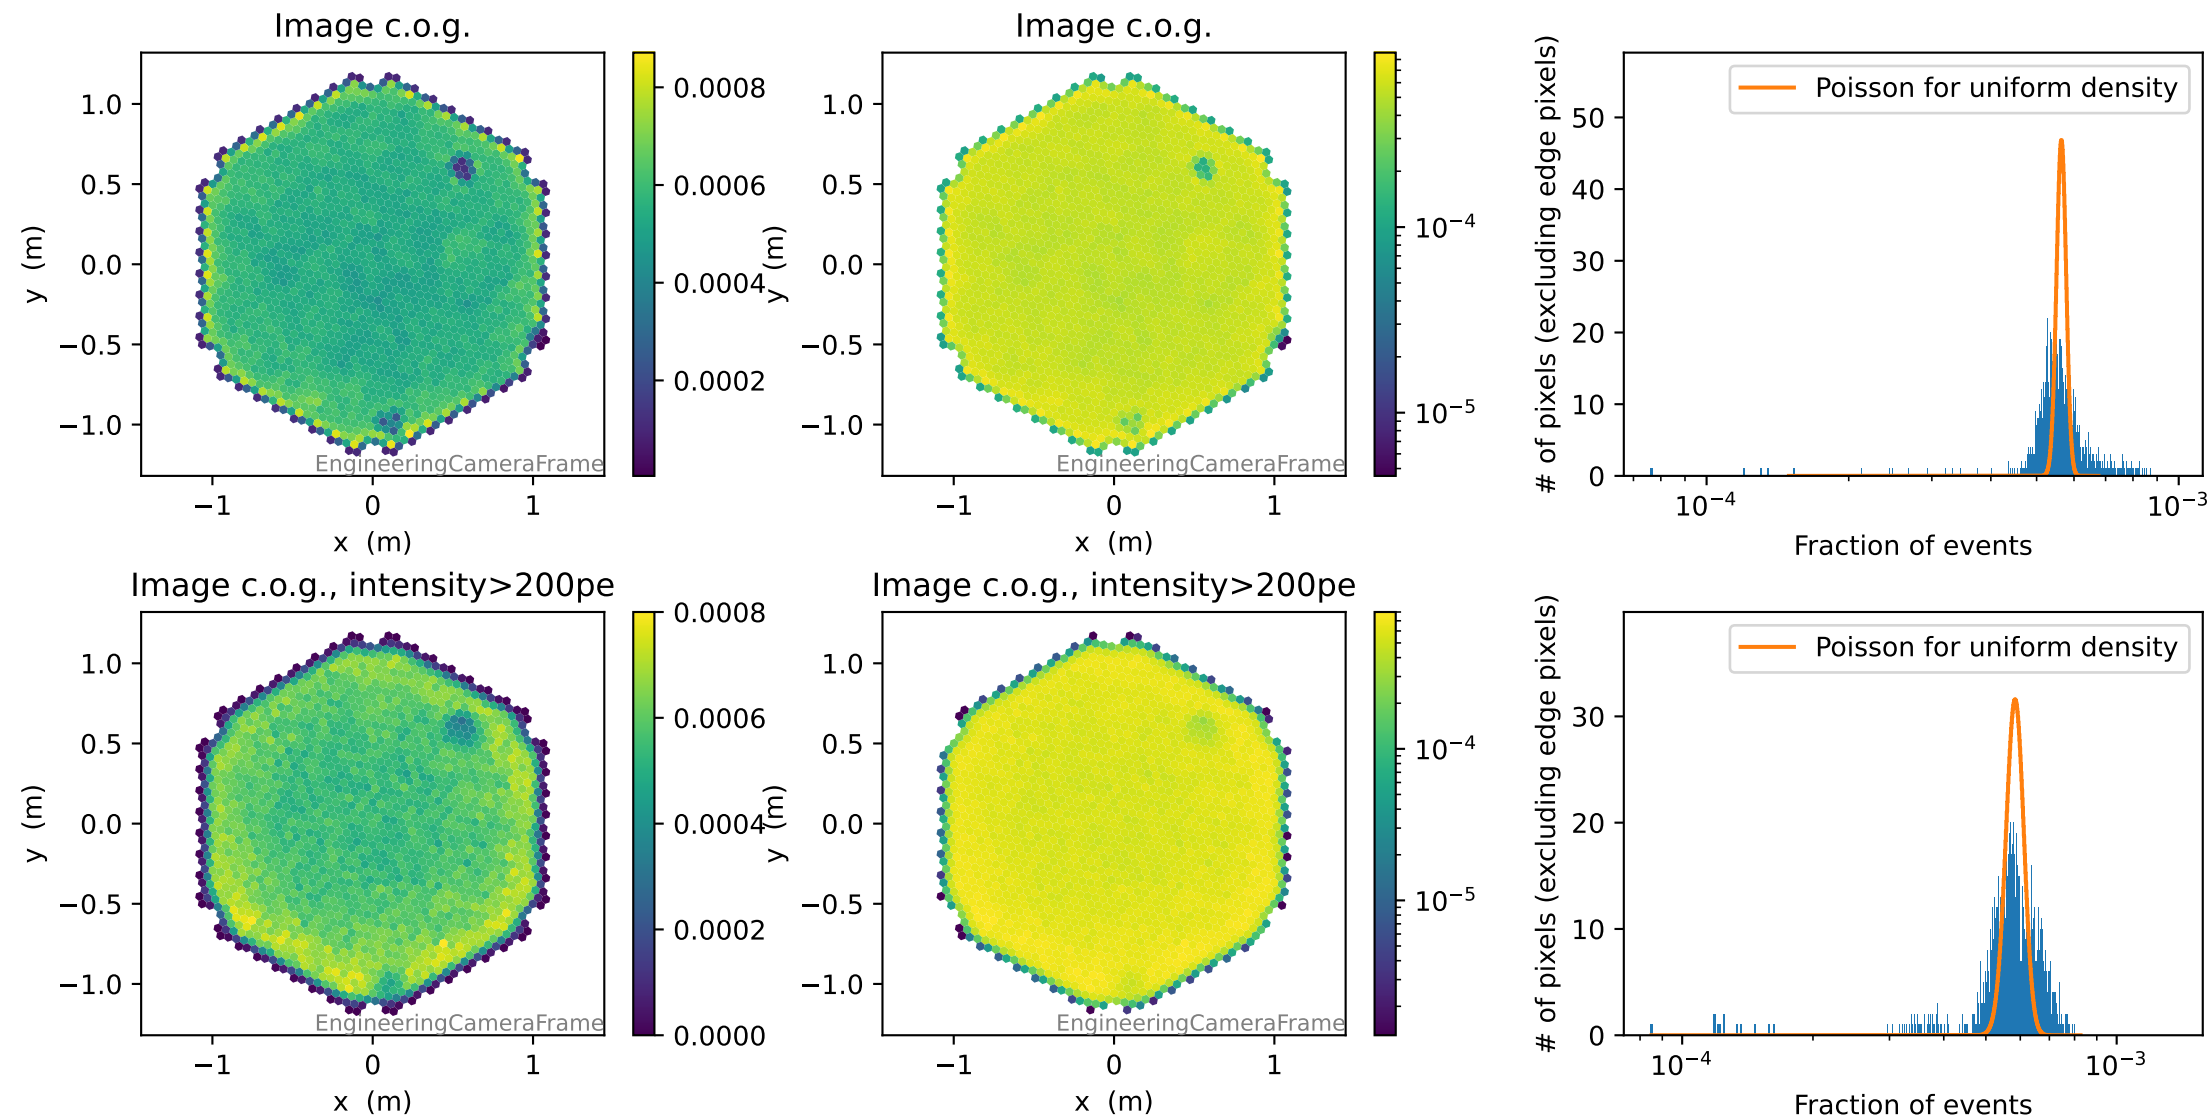 Image c.o.g.
1.0
0.5
0.0
−0.5
−1.0
y (m)
EngineeringCameraFrame
−1
0
1
x (m)
0.0008
0.0006
0.0004
0.0002
Image c.o.g.
1.0
0.5
0.0
−0.5
−1.0
y (m)
EngineeringCameraFrame
−1
0
1
x (m)
10⁻⁴
10⁻⁵
Poisson for uniform density
# of pixels (excluding edge pixels)
50
40
30
20
10
0
10⁻⁴
10⁻³
Fraction of events
Image c.o.g., intensity>200pe
1.0
0.5
0.0
−0.5
−1.0
y (m)
EngineeringCameraFrame
−1
0
1
x (m)
0.0008
0.0006
0.0004
0.0002
0.0000
Image c.o.g., intensity>200pe
1.0
0.5
0.0
−0.5
−1.0
y (m)
EngineeringCameraFrame
−1
0
1
x (m)
10⁻⁴
10⁻⁵
Poisson for uniform density
# of pixels (excluding edge pixels)
30
20
10
0
10⁻⁴
10⁻³
Fraction of events